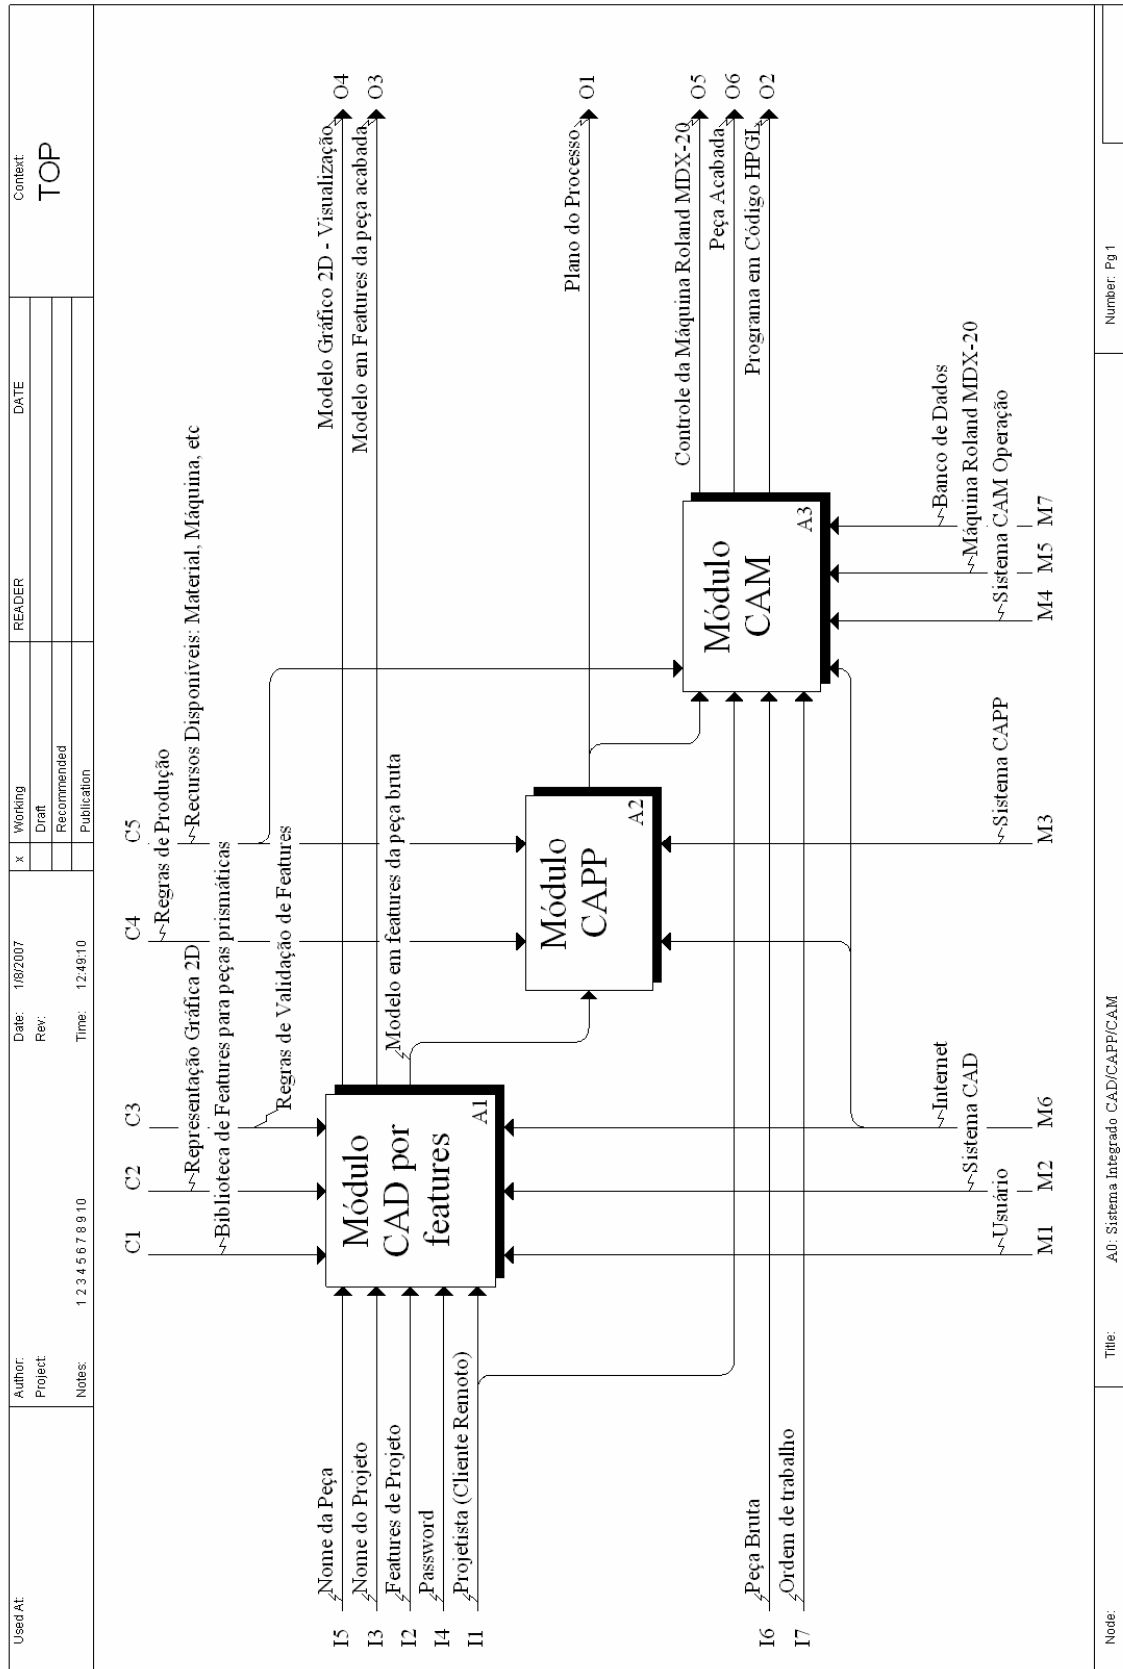 Used At:
Author:
Project:
Notes: 1 2 3 4 5 6 7 8 9 10
Date: 1/8/2007
Rev:
Time: 12:49:10
x Working
Draft
Recommended
Publication
READER
DATE
Context:
TOP
C1
C2
C3
C4
C5
Representação Gráfica 2D
Biblioteca de Features para peças prismáticas
Regras de Validação de Features
Regras de Produção
Recursos Disponíveis: Material, Máquina, etc
I5 Nome da Peça
I3 Nome do Projeto
I2 Features de Projeto
I4 Password
I1 Projetista (Cliente Remoto)
I6 Peça Bruta
I7 Ordem de trabalho
Módulo
CAD por
features
A1
Modelo em features da peça bruta
Módulo
CAPP
A2
Módulo
CAM
A3
Modelo Gráfico 2D - Visualização O4
Modelo em Features da peça acabada O3
Plano do Processo O1
Controle da Máquina Roland MDX-20 O5
Peça Acabada O6
Programa em Código HPGL O2
Internet
Sistema CAD
Usuário
Sistema CAPP
Banco de Dados
Máquina Roland MDX-20
Sistema CAM Operação
M1
M2
M6
M3
M4
M5
M7
Node:
Title: A0: Sistema Integrado CAD/CAPP/CAM
Number: Pg 1